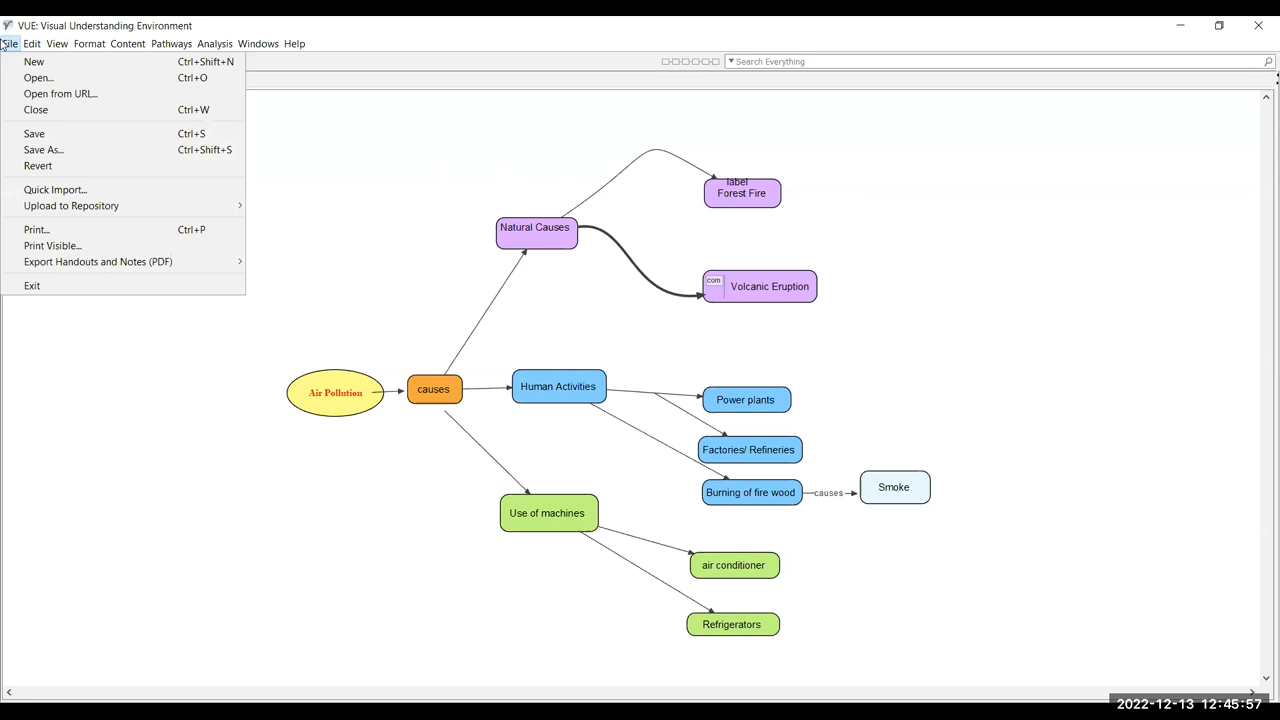 VUE: Visual Understanding Environment
File Edit View Format Content Pathways Analysis Windows Help
New Ctrl+Shift+N
Open... Ctrl+O
Open from URL...
Close Ctrl+W
Save Ctrl+S
Save As... Ctrl+Shift+S
Revert
Quick Import...
Upload to Repository
Print... Ctrl+P
Print Visible...
Export Handouts and Notes (PDF)
Exit
Search Everything
label
Forest Fire
Natural Causes
com Volcanic Eruption
Air Pollution
causes
Human Activities
Power plants
Factories/ Refineries
Burning of fire wood
causes
Smoke
Use of machines
air conditioner
Refrigerators
2022-12-13 12:45:57